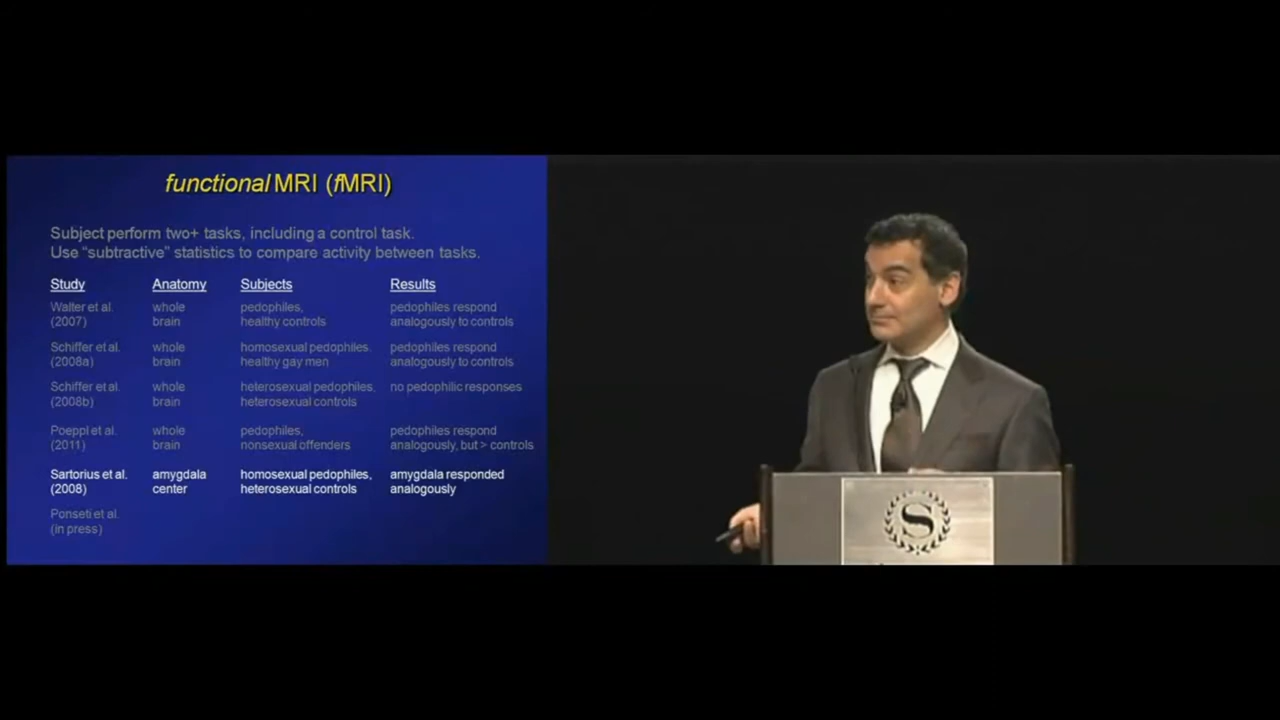 functional MRI (fMRI)
Subject perform two+ tasks, including a control task.
Use “subtractive” statistics to compare activity between tasks.
Study Anatomy Subjects Results
Walter et al. whole pedophiles, pedophiles respond
(2007) brain healthy controls analogously to controls
Schiffer et al. whole homosexual pedophiles. pedophiles respond
(2008a) brain healthy gay men analogously to controls
Schiffer et al. whole heterosexual pedophiles, no pedophilic responses
(2008b) brain heterosexual controls
Poeppl et al. whole pedophiles, pedophiles respond
(2011) brain nonsexual offenders analogously, but > controls
Sartorius et al. amygdala homosexual pedophiles, amygdala responded
(2008) center heterosexual controls analogously
Ponseti et al.
(in press)
S